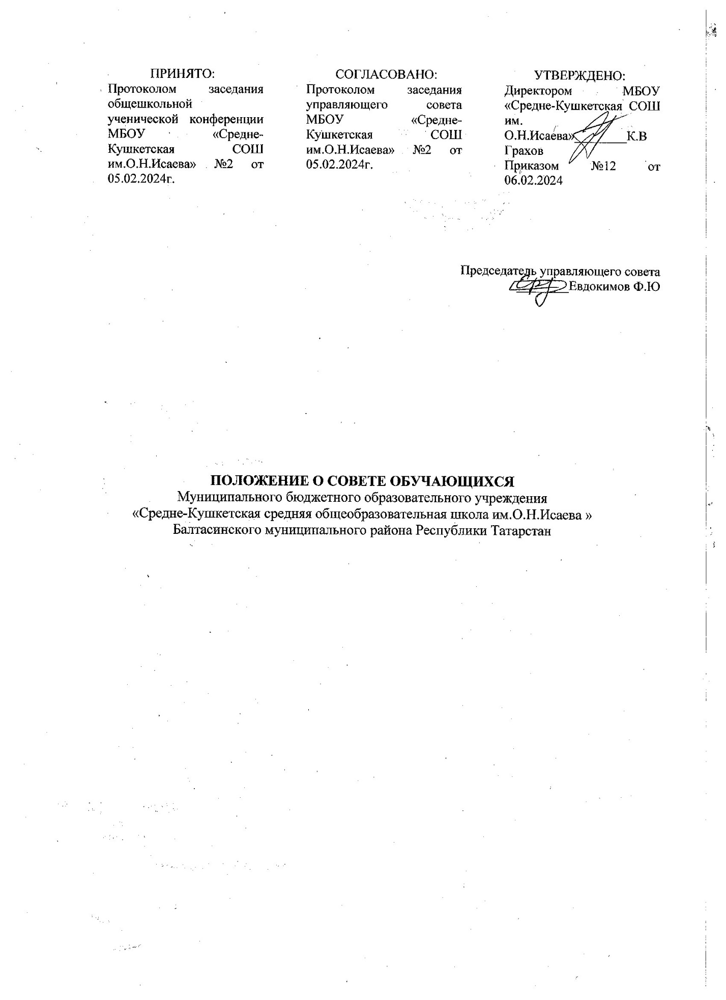 ПРИНЯТО:
Протоколом заседания
общешкольной
ученической конференции
МБОУ «Средне-
Кушкетская СОШ
им.О.Н.Исаева» №2 от
05.02.2024г.
СОГЛАСОВАНО:
Протоколом заседания
управляющего совета
МБОУ «Средне-
Кушкетская СОШ
им.О.Н.Исаева» №2 от
05.02.2024г.
УТВЕРЖДЕНО:
Директором МБОУ
«Средне-Кушкетская СОШ
им.
О.Н.Исаева»________К.В
Грахов
Приказом №12 от
06.02.2024
Председатель управляющего совета
________Евдокимов Ф.Ю
ПОЛОЖЕНИЕ О СОВЕТЕ ОБУЧАЮЩИХСЯ
Муниципального бюджетного образовательного учреждения
«Средне-Кушкетская средняя общеобразовательная школа им.О.Н.Исаева »
Балтасинского муниципального района Республики Татарстан